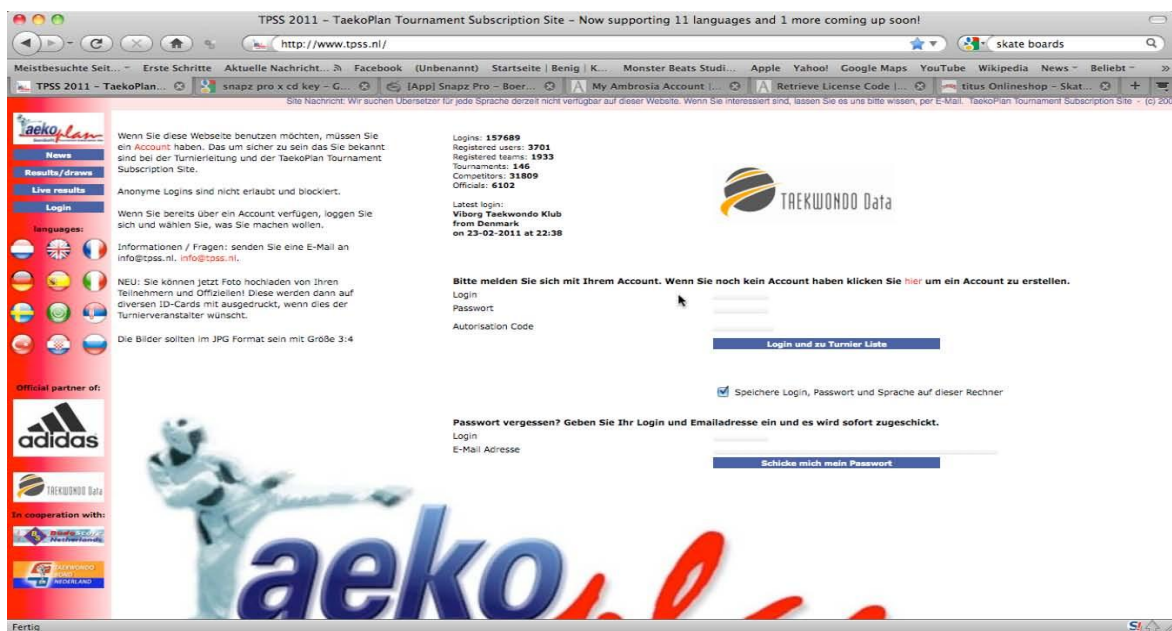 TPSS 2011 – TaekoPlan Tournament Subscription Site – Now supporting 11 languages and 1 more coming up soon!
http://www.tpss.nl/
skate boards
Meistbesuchte Seit... Erste Schritte Aktuelle Nachricht... Facebook (Unbenannt) Startseite | Benig | K... Monster Beats Studi... Apple Yahoo! Google Maps YouTube Wikipedia News Beliebt
TPSS 2011 – TaekoPlan... snapz pro x cd key – G... [App] Snapz Pro – Boer... My Ambrosia Account |... Retrieve License Code |... titus Onlineshop – Skat...
Site Nachricht: Wir suchen Übersetzer für jede Sprache derzeit nicht verfügbar auf dieser Website. Wenn Sie interessiert sind, lassen Sie es uns bitte wissen, per E-Mail. TaekoPlan Tournament Subscription Site - (c) 200
Taekoplan
News
Results/draws
Live results
Login
languages:
Official partner of:
adidas
TAEKWONDO Data
In cooperation with:
Netherlands
TAEKWONDO
BOND
NEDERLAND
Wenn Sie diese Webseite benutzen möchten, müssen Sie
ein Account haben. Das um sicher zu sein das Sie bekannt
sind bei der Turnierleitung und der TaekoPlan Tournament
Subscription Site.
Anonyme Logins sind nicht erlaubt und blockiert.
Wenn Sie bereits über ein Account verfügen, loggen Sie
sich und wählen Sie, was Sie machen wollen.
Informationen / Fragen: senden Sie eine E-Mail an
info@tpss.nl. info@tpss.nl.
NEU: Sie können jetzt Foto hochladen von Ihren
Teilnehmern und Offiziellen! Diese werden dann auf
diversen ID-Cards mit ausgedruckt, wenn dies der
Turnierveranstalter wünscht.
Die Bilder sollten im JPG Format sein mit Größe 3:4
Logins: 157689
Registered users: 3701
Registered teams: 1933
Tournaments: 146
Competitors: 31809
Officials: 6102
Latest login:
Viborg Taekwondo Klub
from Denmark
on 23-02-2011 at 22:38
TAEKWONDO Data
Bitte melden Sie sich mit Ihrem Account. Wenn Sie noch kein Account haben klicken Sie hier um ein Account zu erstellen.
Login
Passwort
Autorisation Code
Login und zu Turnier Liste
Speichere Login, Passwort und Sprache auf dieser Rechner
Passwort vergessen? Geben Sie Ihr Login und Emailadresse ein und es wird sofort zugeschickt.
Login
E-Mail Adresse
Schicke mich mein Passwort
aekoplan
Fertig